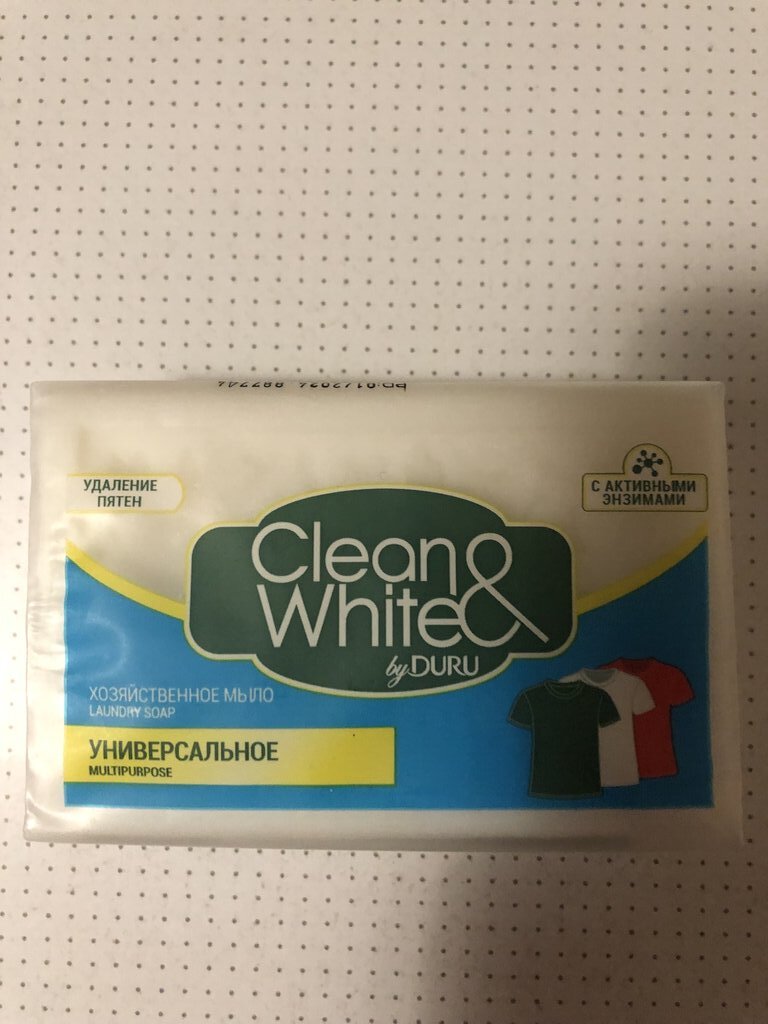 УДАЛЕНИЕ
ПЯТЕН
С АКТИВНЫМИ
ЭНЗИМАМИ
Clean &
White
by DURU
ХОЗЯЙСТВЕННОЕ МЫЛО
LAUNDRY SOAP
УНИВЕРСАЛЬНОЕ
MULTIPURPOSE